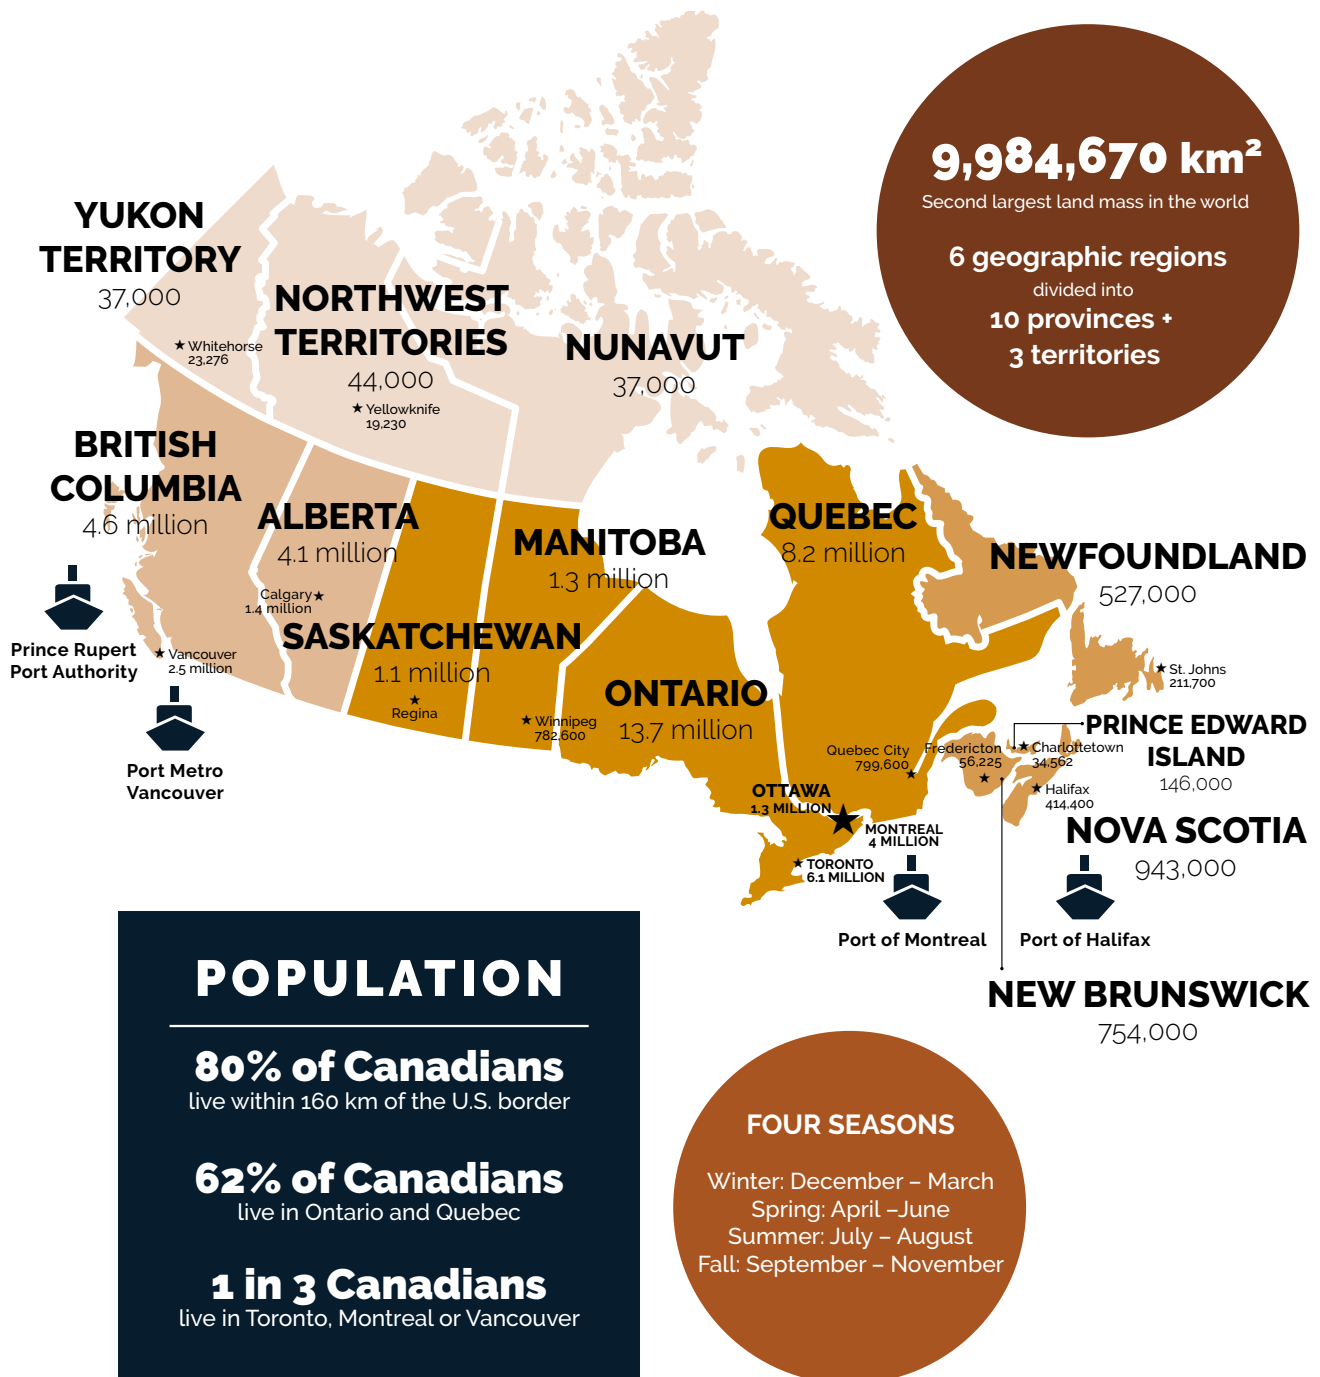 9,984,670 km²
Second largest land mass in the world
6 geographic regions
divided into
10 provinces +
3 territories
YUKON
TERRITORY
37,000
Whitehorse
23,276
NORTHWEST
TERRITORIES
44,000
Yellowknife
19,230
NUNAVUT
37,000
BRITISH
COLUMBIA
4.6 million
ALBERTA
4.1 million
Calgary
1.4 million
SASKATCHEWAN
1.1 million
Regina
MANITOBA
1.3 million
Winnipeg
782,600
ONTARIO
13.7 million
QUEBEC
8.2 million
NEWFOUNDLAND
527,000
St. Johns
211,700
Prince Rupert
Port Authority
Vancouver
2.5 million
Port Metro
Vancouver
Quebec City
799,600
Fredericton
56,225
Charlottetown
34,562
PRINCE EDWARD
ISLAND
146,000
Halifax
414,400
NOVA SCOTIA
943,000
OTTAWA
1.3 MILLION
MONTREAL
4 MILLION
TORONTO
6.1 MILLION
Port of Montreal
Port of Halifax
NEW BRUNSWICK
754,000
POPULATION
80% of Canadians
live within 160 km of the U.S. border
62% of Canadians
live in Ontario and Quebec
1 in 3 Canadians
live in Toronto, Montreal or Vancouver
FOUR SEASONS
Winter: December – March
Spring: April –June
Summer: July – August
Fall: September – November